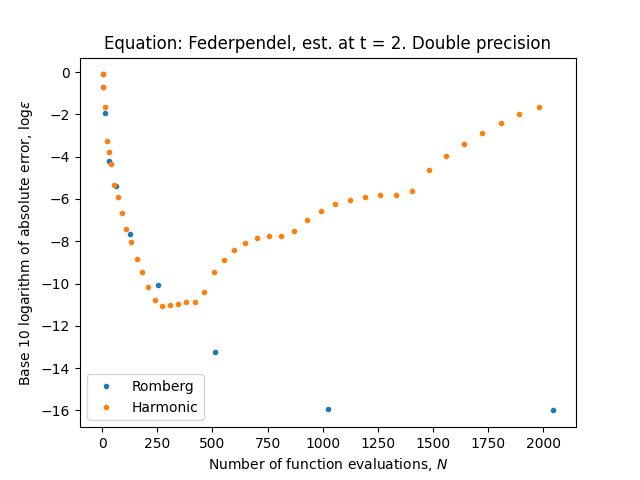 Equation: Federpendel, est. at t = 2. Double precision
Base 10 logarithm of absolute error, logε
0
−2
−4
−6
−8
−10
−12
−14
−16
Romberg
Harmonic
0 250 500 750 1000 1250 1500 1750 2000
Number of function evaluations, N